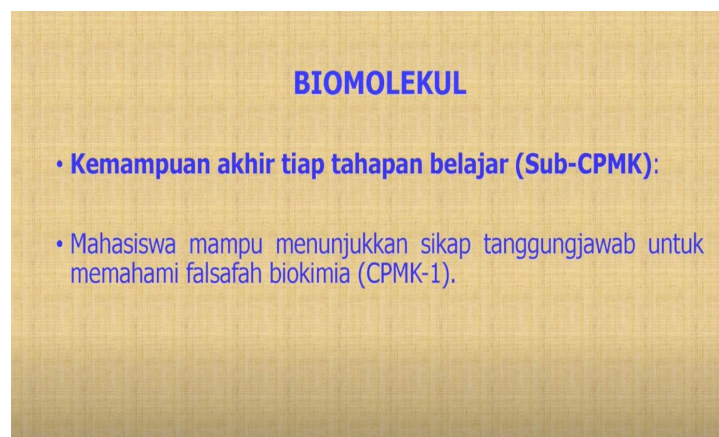 BIOMOLEKUL
• Kemampuan akhir tiap tahapan belajar (Sub-CPMK):
• Mahasiswa mampu menunjukkan sikap tanggungjawab untuk
memahami falsafah biokimia (CPMK-1).